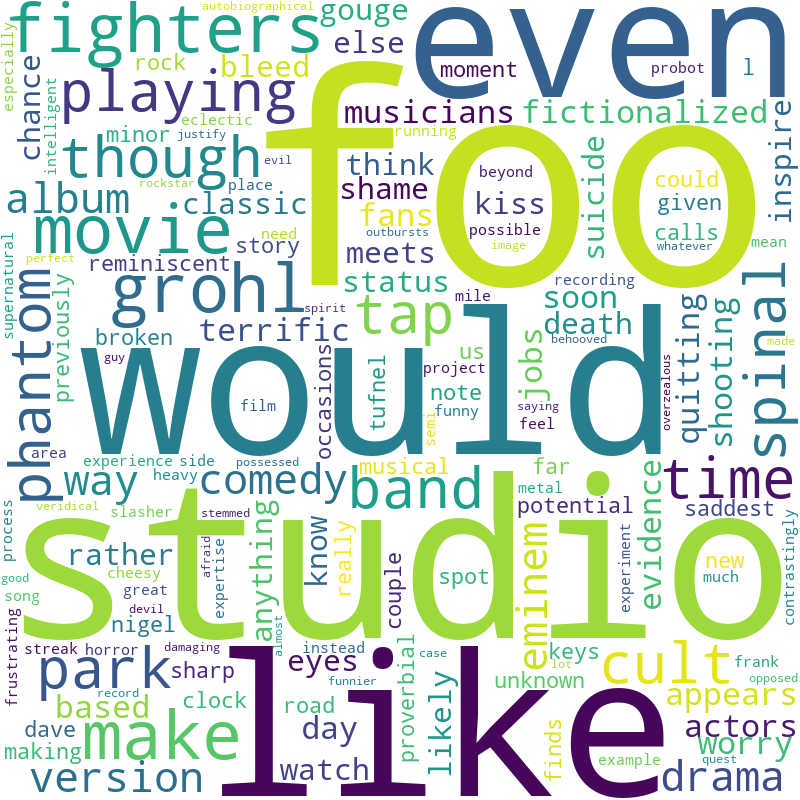 autobiographical
gouge
even
fighters
else
especially
rock
bleed
moment
probot
l
chance
intelligent
playing
eclectic
musicians
running
fictionalized
minor
justify
foo
though
evil
think
suicide
inspire
rockstar
place
beyond
could
album
classic
shame
fans
kiss
given
need
story
outbursts
possible
whatever
calls
movie
meets
image
mean
supernatural
perfect
reminiscent
status
recording
previously
grohl
soon
phantom
mile
tap
death
behooved
made
spirit
terrific
broken
would
us
project
quitting
shooting
spinal
guy
occasions
tufnel
jobs
saying
overzealous
film
note
funny
feel
semi
area
experience
side
possessed
musical
far
time
way
heavy
comedy
band
metal
potential
evidence
saddest
process
veridical
slasher
stemmed
studio
anything
know
really
couple
eminem
spot
experiment
new
much
contrastingly
rather
afraid
expertise
good
cheesy
song
great
devil
nigel
frustrating
streak
horror
damaging
almost
instead
case
keys
cult
frank
park
sharp
eyes
proverbial
likely
like
funnier
unknown
lot
opposed
based
record
clock
road
appears
dave
make
day
actors
making
worry
finds
example
version
watch
quest
drama